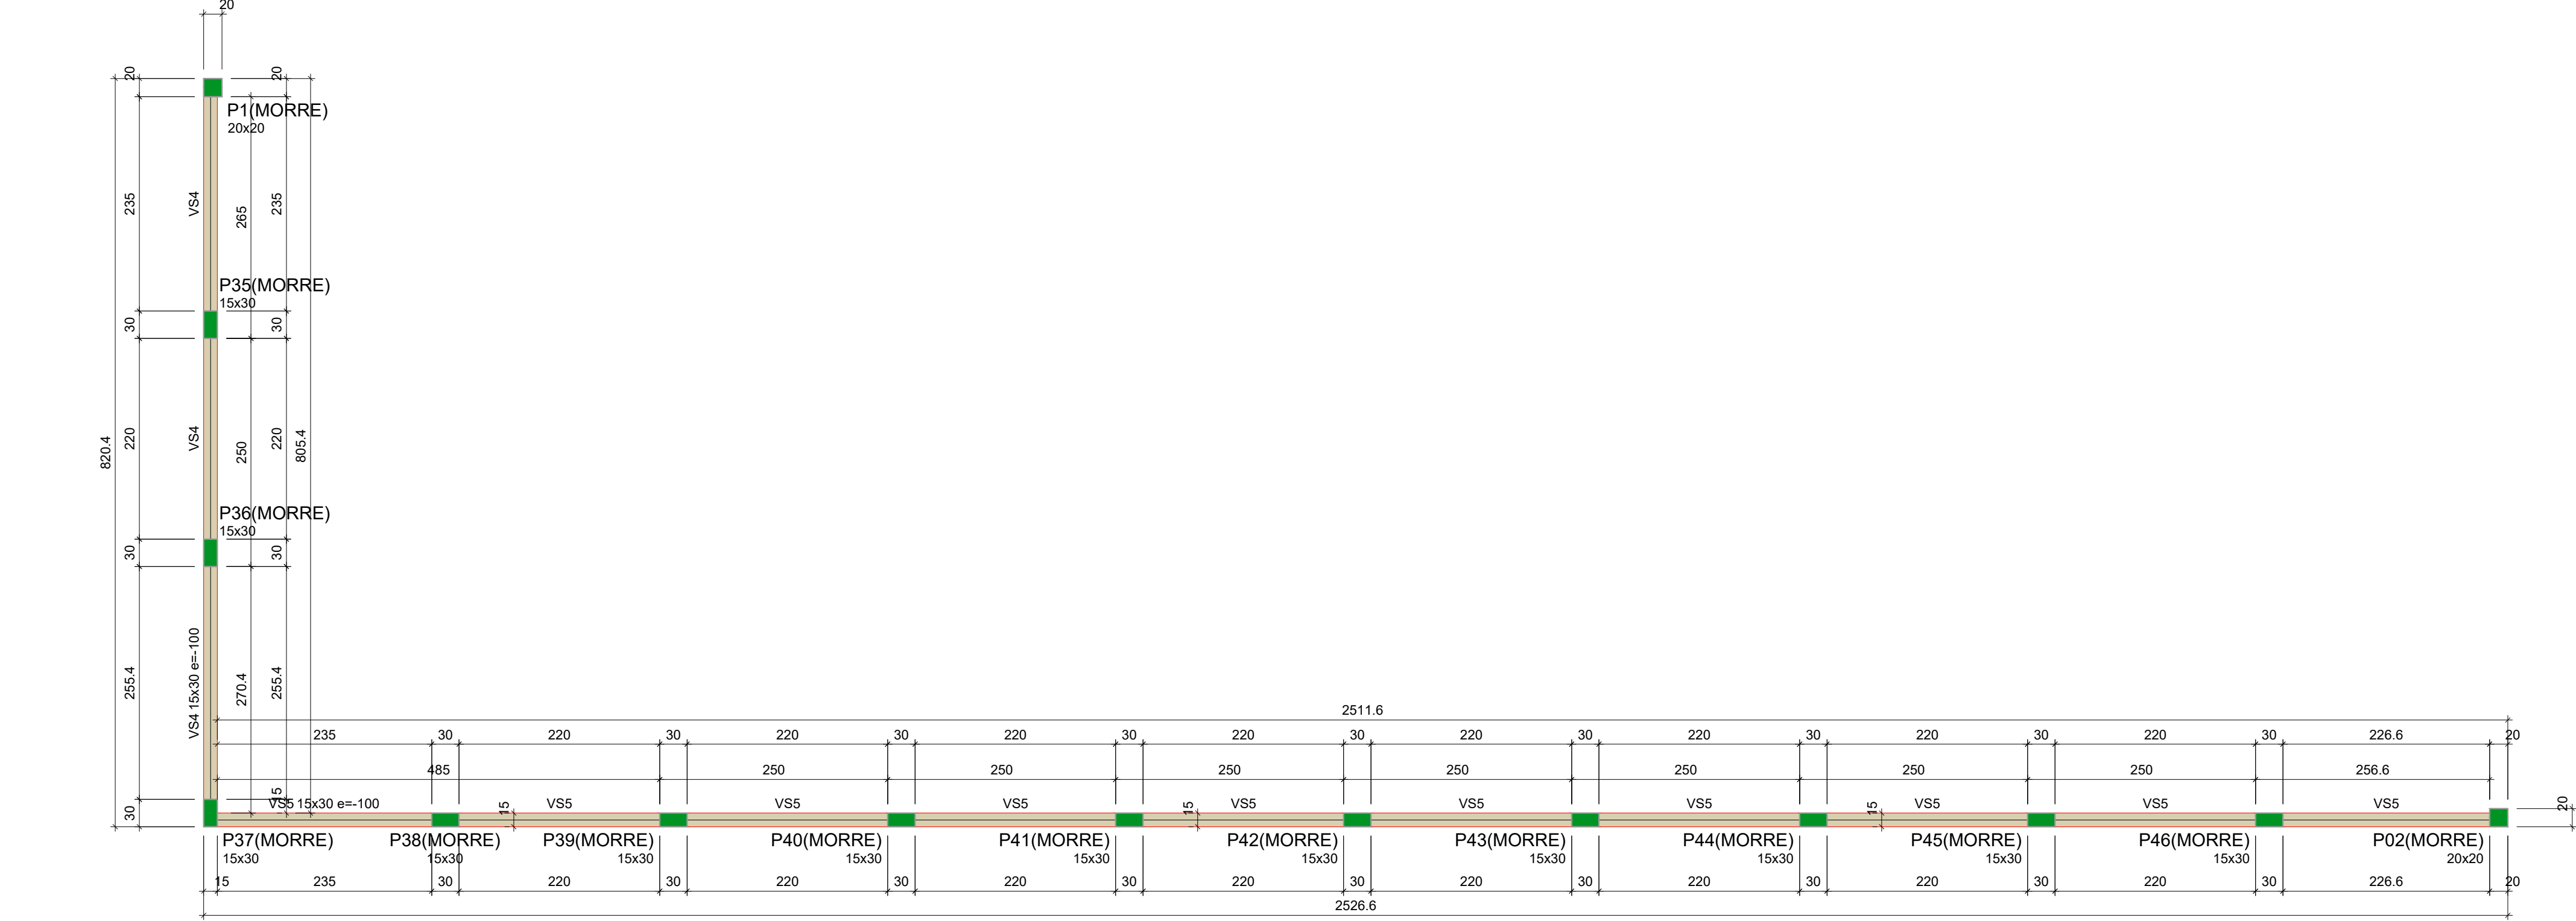 20
20
20
P1(MORRE)
20x20
235
VS4
265
235
P35(MORRE)
15x30
30
30
820.4
220
VS4
250
220
805.4
P36(MORRE)
15x30
30
30
255.4
VS4 15x30 e=-100
270.4
255.4
2511.6
235
30
220
30
220
30
220
30
220
30
220
30
220
30
220
30
220
30
226.6
20
485
250
250
250
250
250
250
250
256.6
30
15
VS5 15x30 e=-100
15
VS5
VS5
VS5
15
VS5
VS5
VS5
15
VS5
VS5
VS5
20
P37(MORRE)
15x30
P38(MORRE)
15x30
P39(MORRE)
15x30
P40(MORRE)
15x30
P41(MORRE)
15x30
P42(MORRE)
15x30
P43(MORRE)
15x30
P44(MORRE)
15x30
P45(MORRE)
15x30
P46(MORRE)
15x30
P02(MORRE)
20x20
15
235
30
220
30
220
30
220
30
220
30
220
30
220
30
220
30
220
30
226.6
20
2526.6